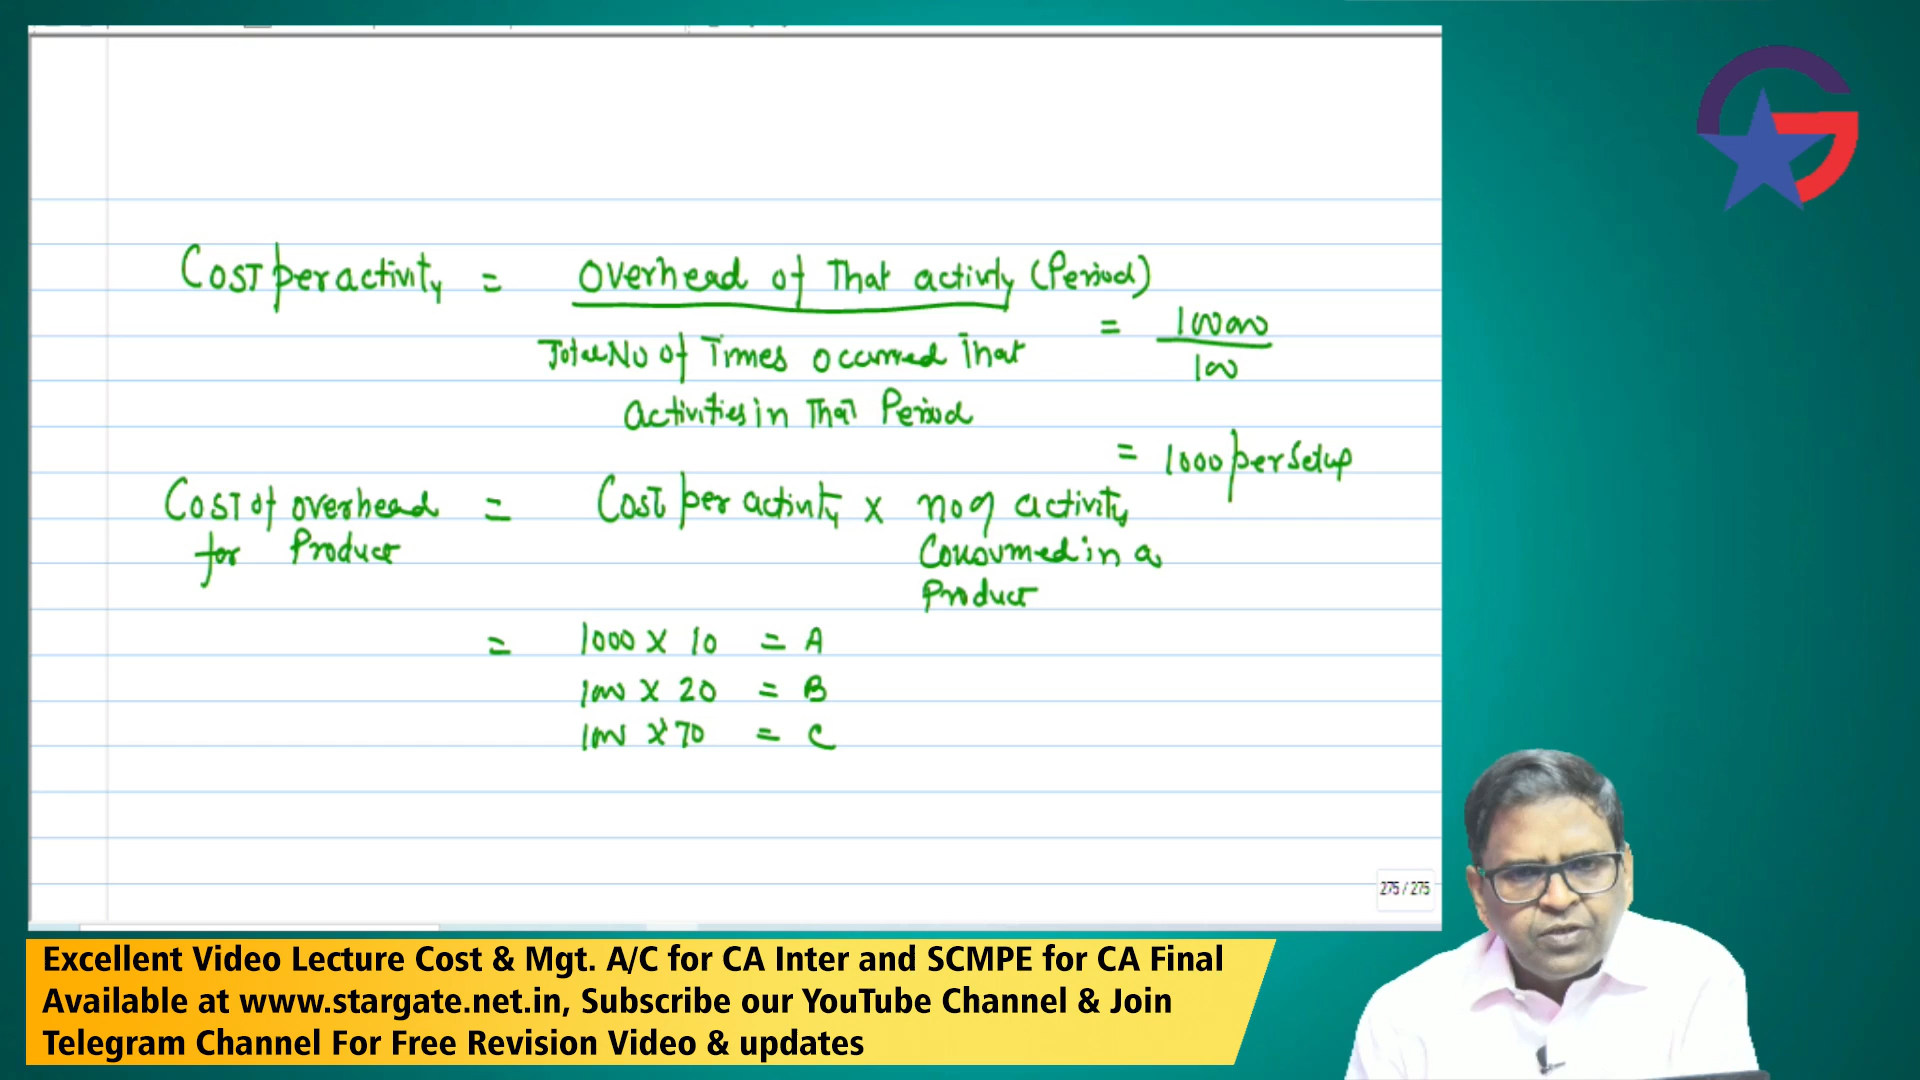 Cost per activity = Overhead of That activity (Period)
Total No of Times occurred That
activities in That Period
= 100000
100
= 1000 per Setup
Cost of overhead = Cost per activity x no of activity
for Product
Consumed in a
Product
= 1000 x 10 = A
1000 x 20 = B
1000 x 70 = C
275 / 275
Excellent Video Lecture Cost & Mgt. A/C for CA Inter and SCMPE for CA Final
Available at www.stargate.net.in, Subscribe our YouTube Channel & Join
Telegram Channel For Free Revision Video & updates